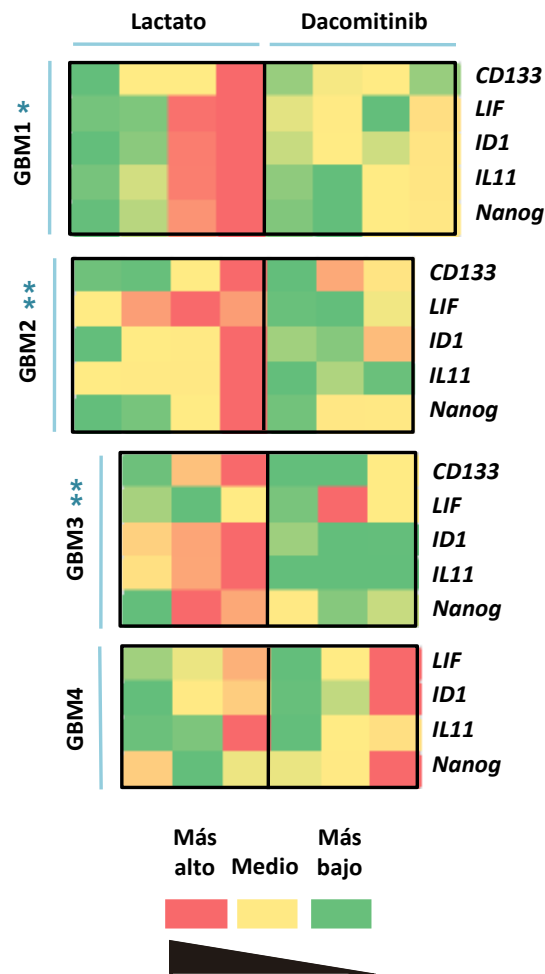 Lactato Dacomitinib
GBM1 *
CD133
LIF
ID1
IL11
Nanog
GBM2 **
CD133
LIF
ID1
IL11
Nanog
GBM3 **
CD133
LIF
ID1
IL11
Nanog
GBM4
LIF
ID1
IL11
Nanog
Más Más
alto Medio bajo